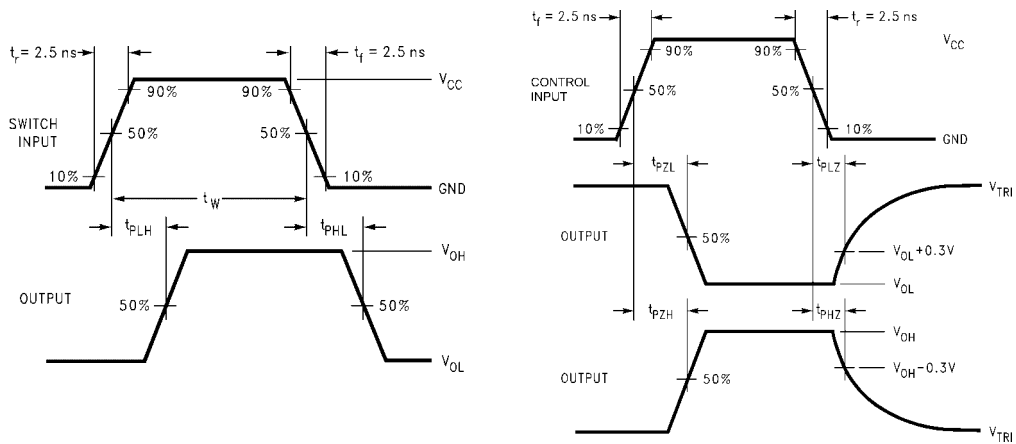 t_r = 2.5 ns
t_f = 2.5 ns
V_CC
90%
90%
SWITCH INPUT
50%
50%
10%
10%
GND
t_W
t_PLH
t_PHL
V_OH
OUTPUT
50%
50%
V_OL
t_f = 2.5 ns
t_r = 2.5 ns
V_CC
90%
90%
CONTROL INPUT
50%
50%
10%
10%
GND
t_PZL
t_PLZ
V_TRI
OUTPUT
50%
V_OL+0.3V
V_OL
t_PZH
t_PHZ
V_OH
OUTPUT
50%
V_OH−0.3V
V_TRI